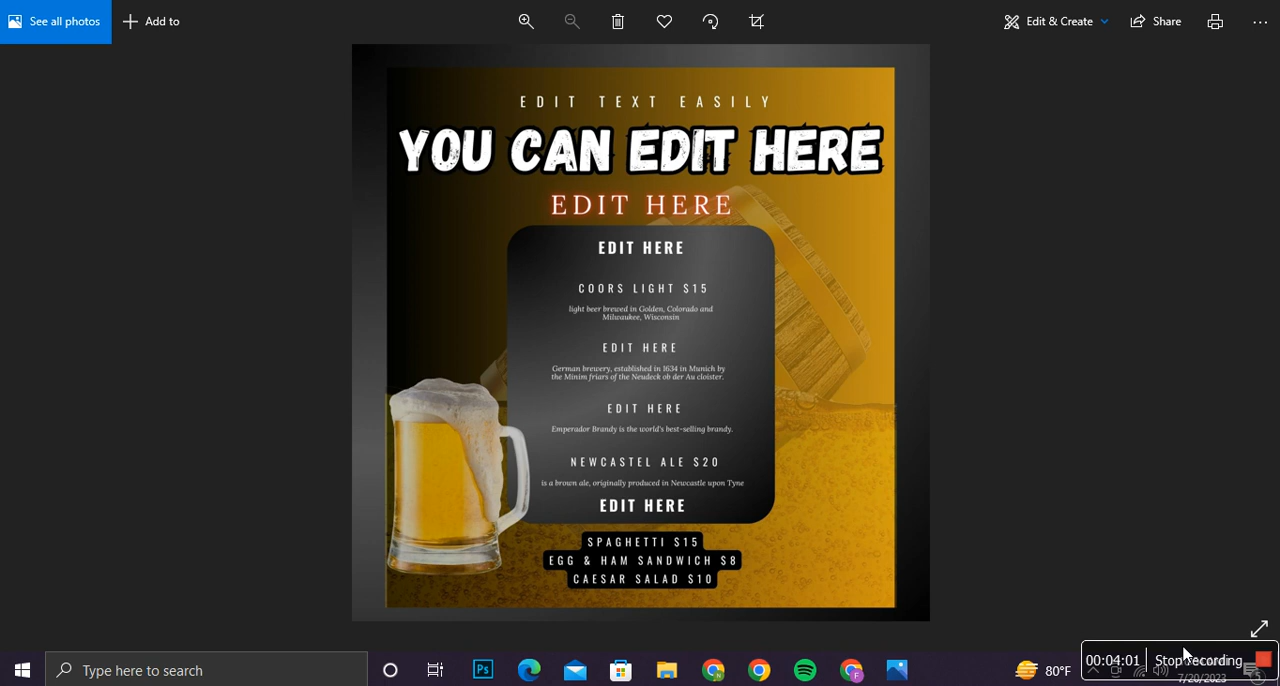 See all photos
Add to
Edit & Create
Share
EDIT TEXT EASILY
YOU CAN EDIT HERE
EDIT HERE
EDIT HERE
COORS LIGHT $15
light beer brewed in Golden, Colorado and
Milwaukee, Wisconsin
EDIT HERE
German brewery, established in 1634 in Munich by
the Minim friars of the Neudeck ob der Au cloister.
EDIT HERE
Emperador Brandy is the world's best-selling brandy.
NEWCASTEL ALE $20
is a brown ale, originally produced in Newcastle upon Tyne
EDIT HERE
SPAGHETTI $15
EGG & HAM SANDWICH $8
CAESAR SALAD $10
Type here to search
Ps
80°F
00:04:01
Stop recording
7/20/2023